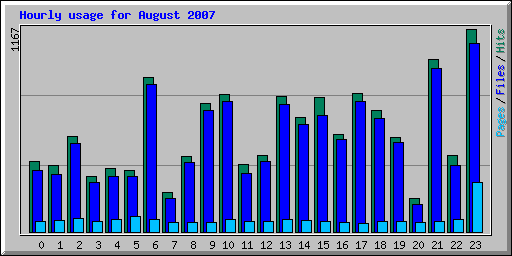 Hourly usage for August 2007
1167
Pages / Files / Hits
0 1 2 3 4 5 6 7 8 9 10 11 12 13 14 15 16 17 18 19 20 21 22 23